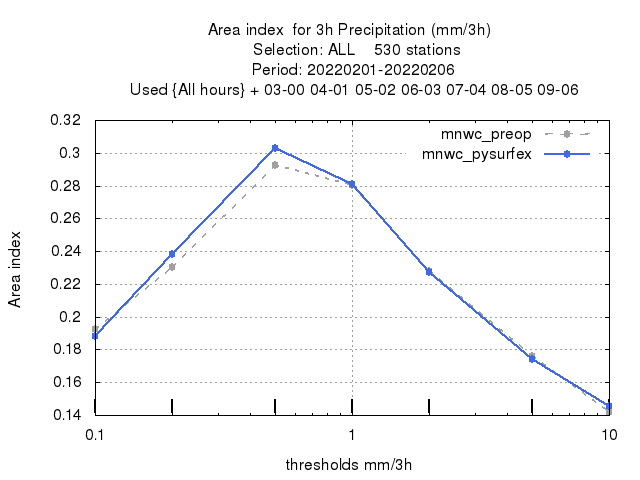 Area index  for 3h Precipitation (mm/3h)
Selection: ALL    530 stations
Period: 20220201-20220206
Used {All hours} + 03-00 04-01 05-02 06-03 07-04 08-05 09-06
mnwc_preop
mnwc_pysurfex
0.32
0.3
0.28
0.26
0.24
0.22
0.2
0.18
0.16
0.14
Area index
0.1 1 10
thresholds mm/3h